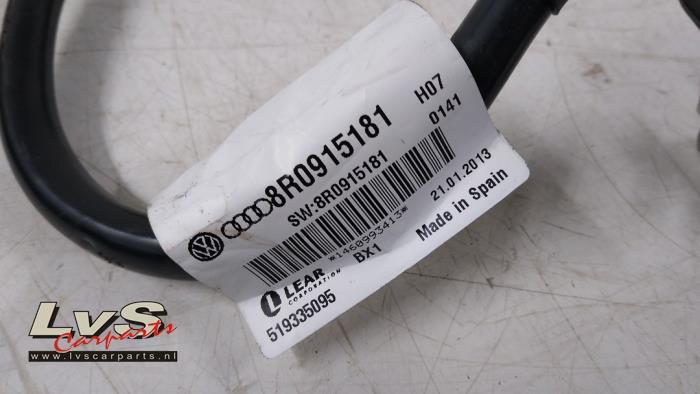 8R0915181 H07
SW:8R0915181 0141
*1460993413* 21.01.2013
BX1 Made in Spain
LEAR
CORPORATION
519335095
LvS
Carparts
www.lvscarparts.nl